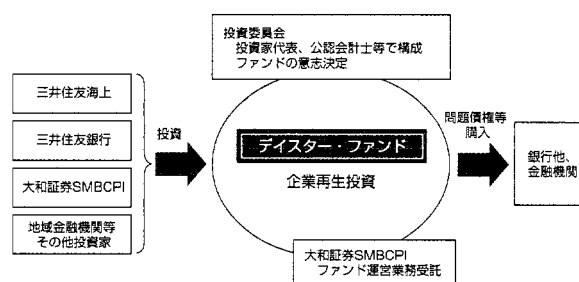 投資委員会
投資家代表、公認会計士等で構成
ファンドの意志決定
三井住友海上
三井住友銀行
大和証券SMBCPI
地域金融機関等
その他投資家
投資
デイスター・ファンド
企業再生投資
問題債権等
購入
銀行他、
金融機関
大和証券SMBCPI
ファンド運営業務受託